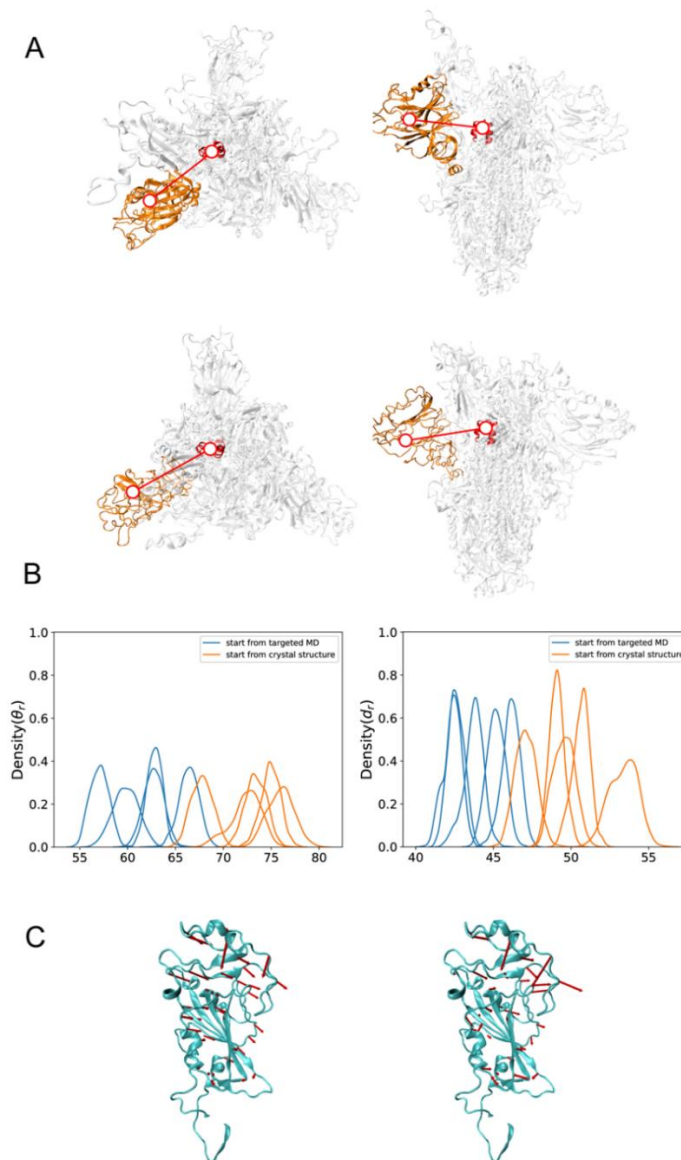 A
B
1.0
0.8
0.6
0.4
0.2
0.0
Density(θr)
start from targeted MD
start from crystal structure
55 60 65 70 75 80
1.0
0.8
0.6
0.4
0.2
0.0
Density(dr)
start from targeted MD
start from crystal structure
40 45 50 55
C